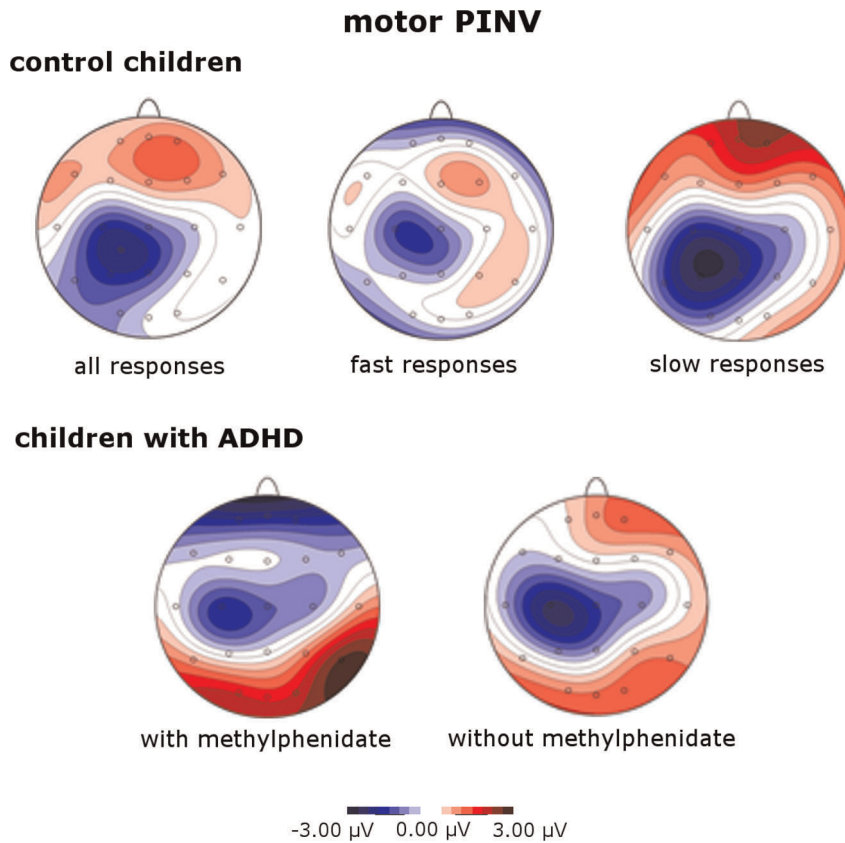 motor PINV
control children
all responses
fast responses
slow responses
children with ADHD
with methylphenidate
without methylphenidate
-3.00 µV 0.00 µV 3.00 µV